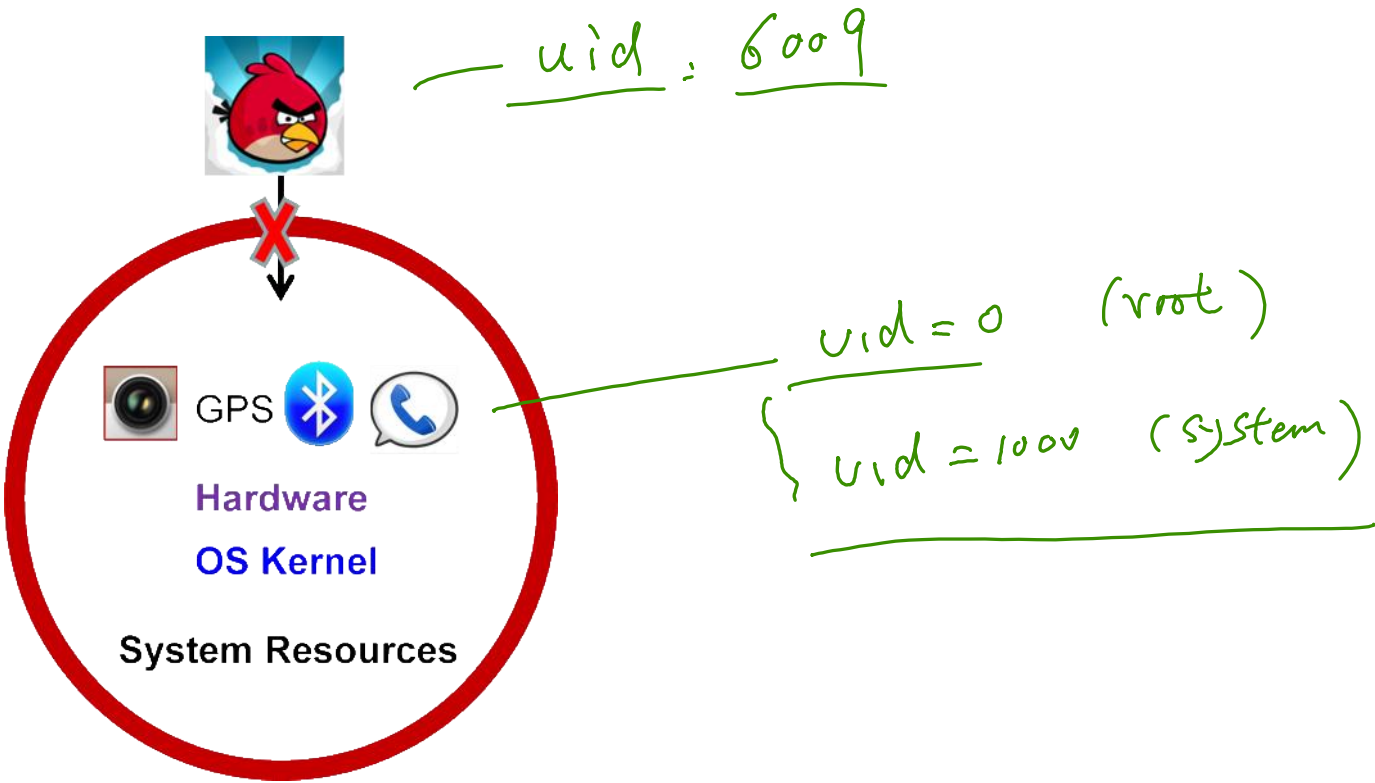 uid : 6009
uid = 0 (root)
uid = 1000 (system)
GPS
Hardware
OS Kernel
System Resources